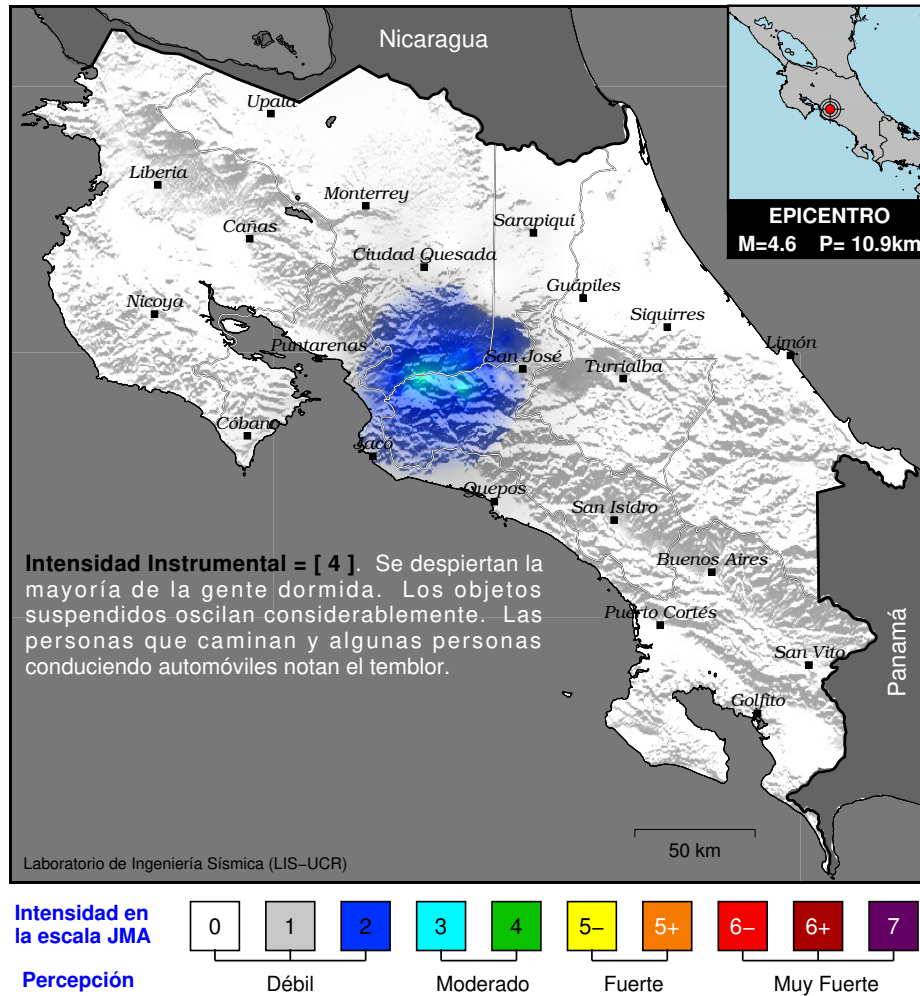 Nicaragua
Upala
Liberia
Monterrey
Cañas
Sarapiquí
EPICENTRO
M=4.6 P= 10.9km
Ciudad Quesada
Guápiles
Nicoya
Siquirres
Puntarenas
San José
Limón
Turrialba
Cóbano
Jacó
Quepos
San Isidro
Intensidad Instrumental = [ 4 ]. Se despiertan la
mayoría de la gente dormida. Los objetos
suspendidos oscilan considerablemente. Las
personas que caminan y algunas personas
conduciendo automóviles notan el temblor.
Buenos Aires
Puerto Cortés
San Vito
Panamá
Golfito
50 km
Laboratorio de Ingeniería Sísmica (LIS−UCR)
Intensidad en
la escala JMA
0 1 2 3 4 5− 5+ 6− 6+ 7
Percepción
Débil Moderado Fuerte Muy Fuerte